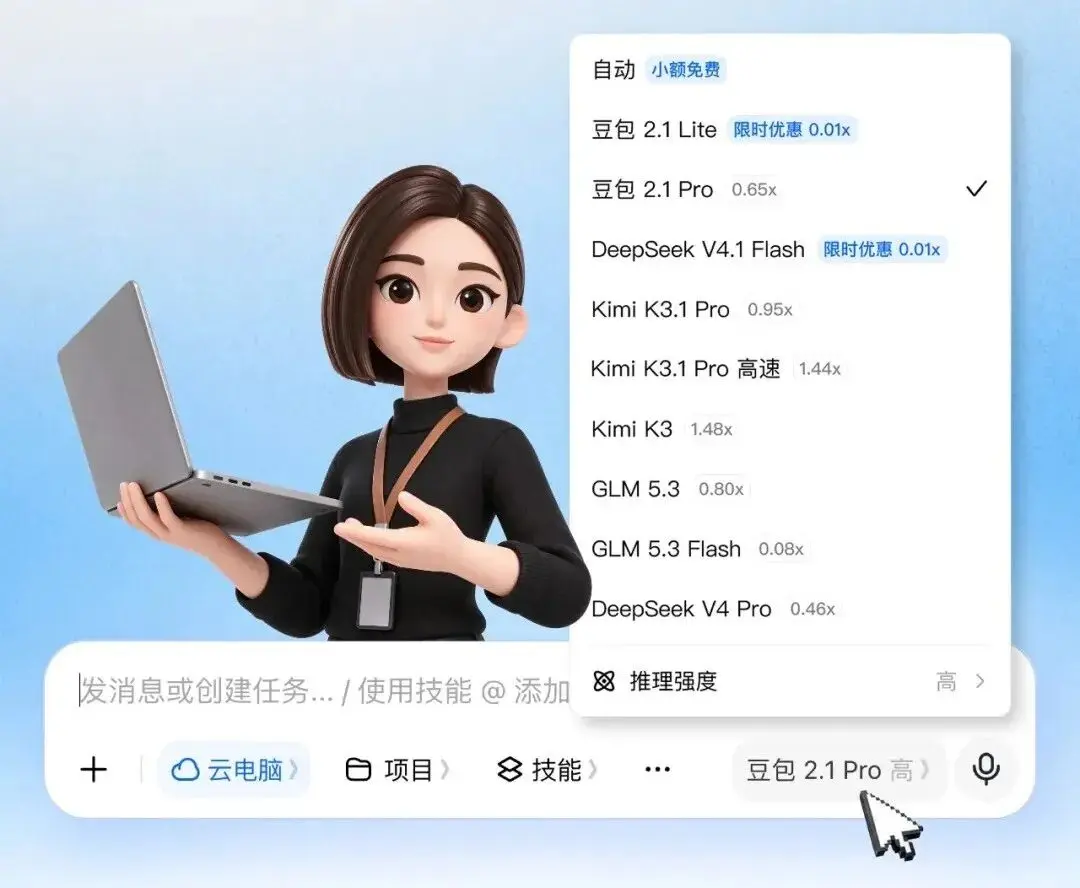 自动 小额免费
豆包 2.1 Lite 限时优惠 0.01x
豆包 2.1 Pro 0.65x
DeepSeek V4.1 Flash 限时优惠 0.01x
Kimi K3.1 Pro 0.95x
Kimi K3.1 Pro 高速 1.44x
Kimi K3 1.48x
GLM 5.3 0.80x
GLM 5.3 Flash 0.08x
DeepSeek V4 Pro 0.46x
推理强度 高
发消息或创建任务... / 使用技能 @ 添加
云电脑 项目 技能 ... 豆包 2.1 Pro 高